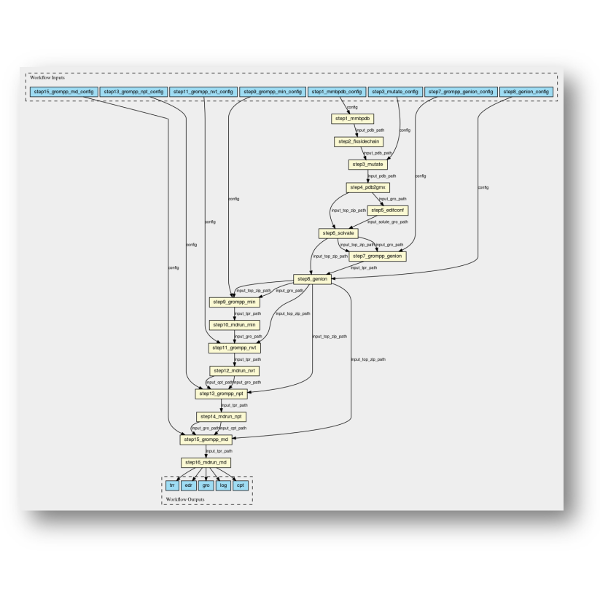 Workflow Inputs
step15_grompp_md_config step13_grompp_npt_config step11_grompp_nvt_config step9_grompp_min_config step1_mmbpdb_config step3_mutate_config step7_grompp_genion_config step8_genion_config
config
step1_mmbpdb
input_pdb_path config
step2_fixsidechain
input_pdb_path
step3_mutate
input_pdb_path
step4_pdb2gmx
config config input_gro_path
input_top_zip_path step5_editconf
config input_solute_gro_path
step6_solvate
config input_top_zip_path input_gro_path
input_top_zip_path step7_grompp_genion
config input_tpr_path
step8_genion
input_top_zip_path input_gro_path
step9_grompp_min
input_tpr_path
step10_mdrun_min input_top_zip_path
input_gro_path input_top_zip_path
step11_grompp_nvt
input_tpr_path input_top_zip_path
step12_mdrun_nvt
input_cpt_path input_gro_path
step13_grompp_npt
input_tpr_path
step14_mdrun_npt
input_gro_path input_cpt_path
step15_grompp_md
input_tpr_path
step16_mdrun_md
trr edr gro log cpt
Workflow Outputs